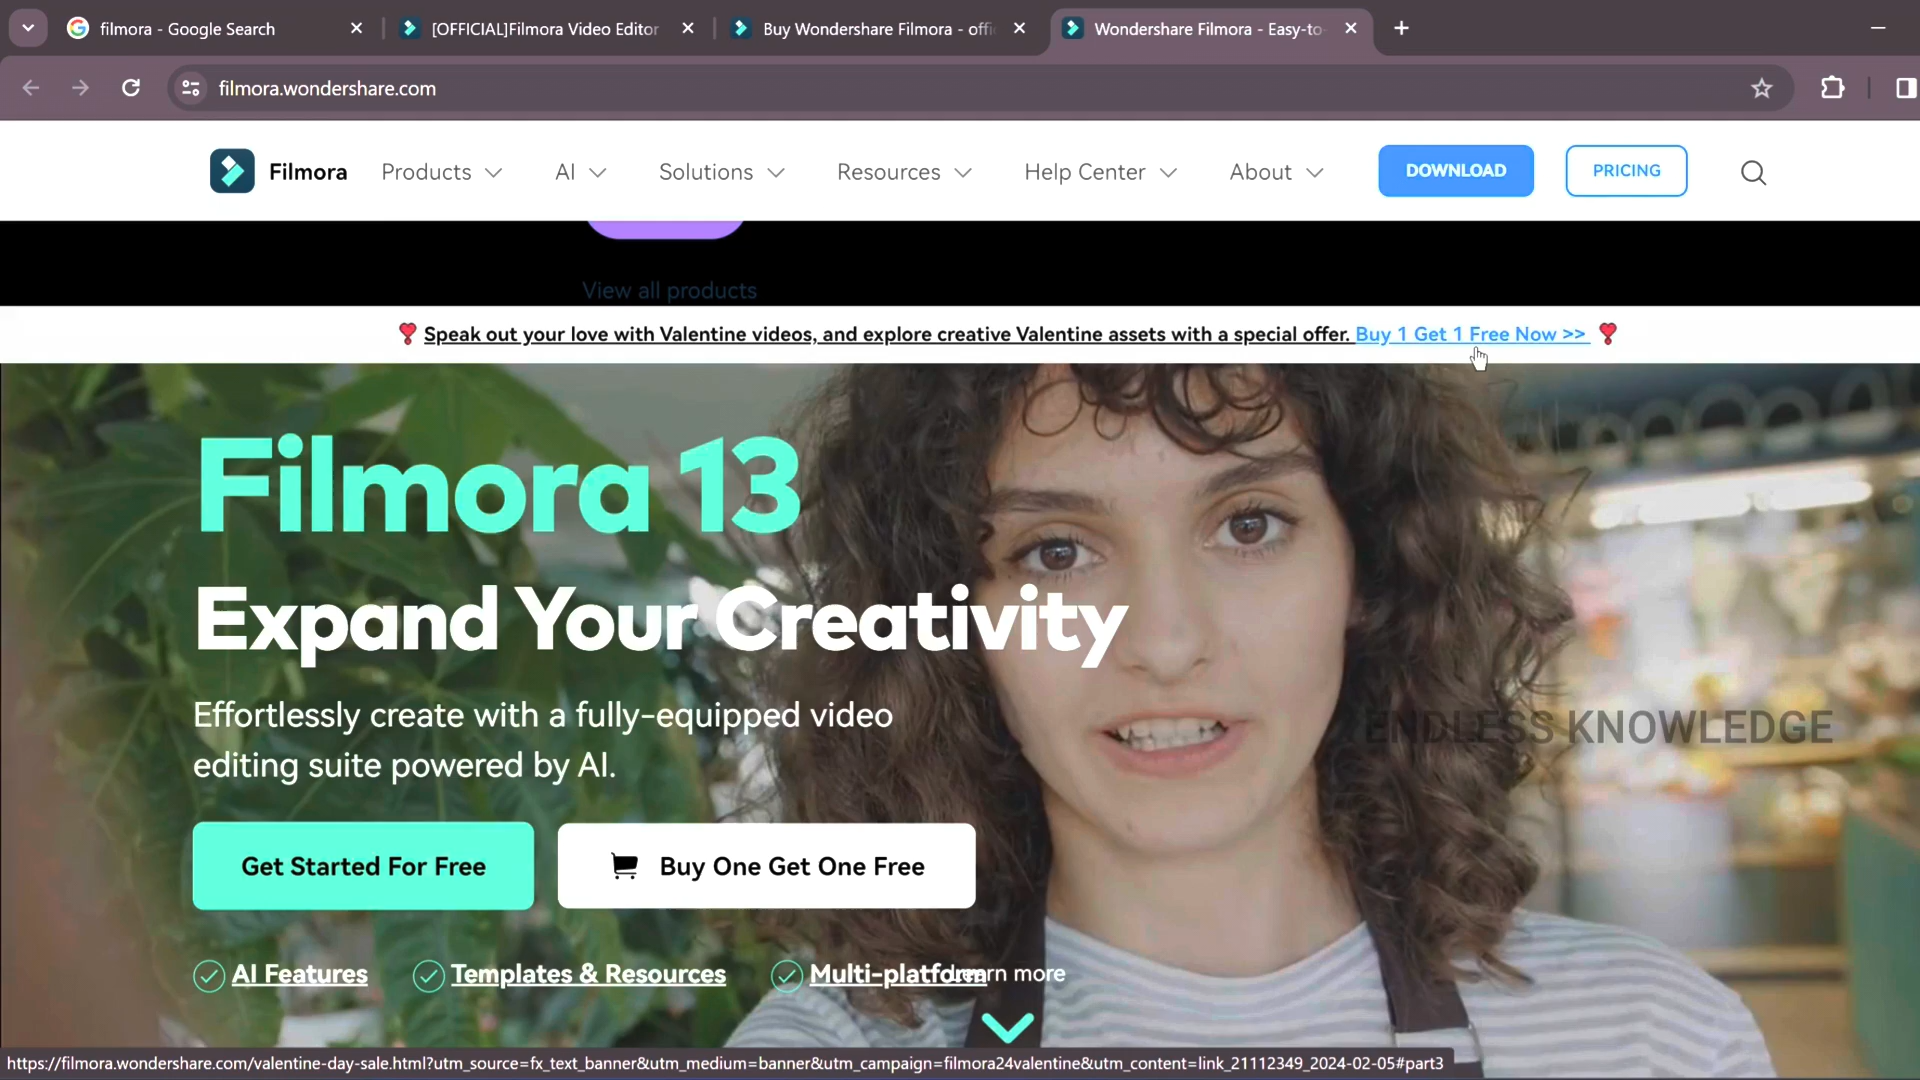 filmora - Google Search
[OFFICIAL]Filmora Video Editor
Buy Wondershare Filmora - offi
Wondershare Filmora - Easy-to-
filmora.wondershare.com
Filmora
Products
AI
Solutions
Resources
Help Center
About
DOWNLOAD
PRICING
View all products
Speak out your love with Valentine videos, and explore creative Valentine assets with a special offer. Buy 1 Get 1 Free Now >>
Filmora 13
Expand Your Creativity
Effortlessly create with a fully-equipped video
editing suite powered by AI.
ENDLESS KNOWLEDGE
Get Started For Free
Buy One Get One Free
AI Features
Templates & Resources
Multi-platform
Learn more
https://filmora.wondershare.com/valentine-day-sale.html?utm_source=fx_text_banner&utm_medium=banner&utm_campaign=filmora24valentine&utm_content=link_21112349_2024-02-05#part3